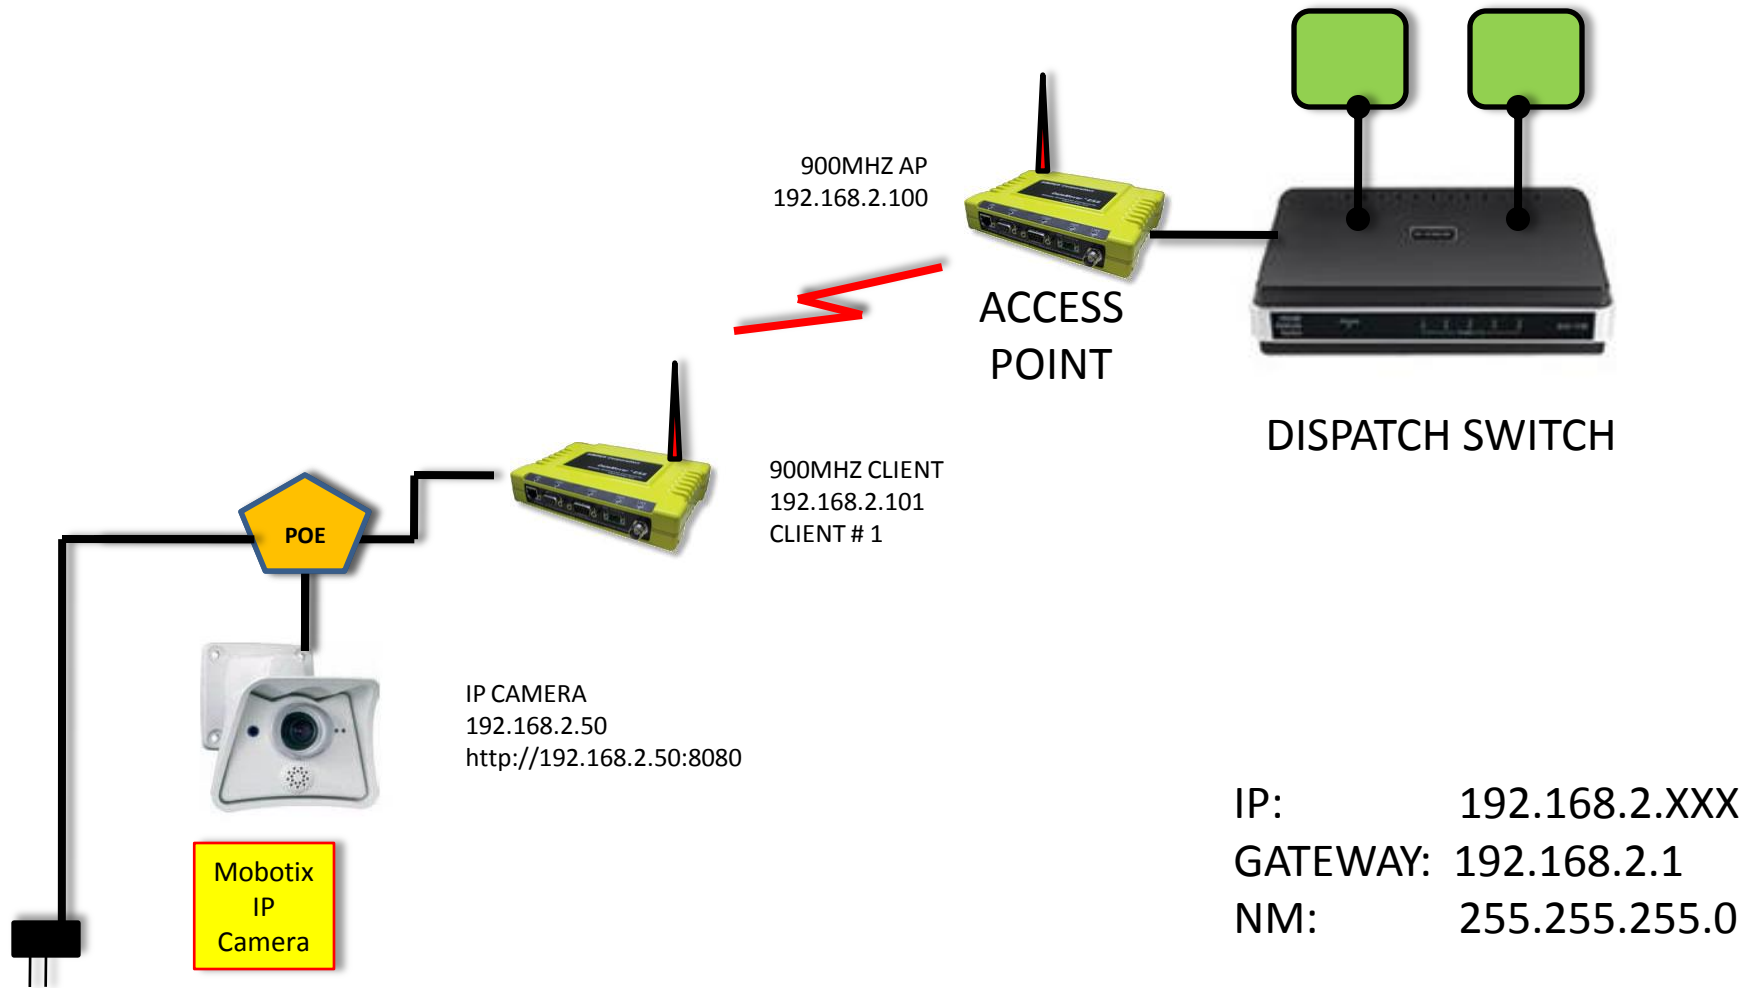 900MHZ AP
192.168.2.100
ACCESS
POINT
DISPATCH SWITCH
900MHZ CLIENT
192.168.2.101
CLIENT # 1
POE
IP CAMERA
192.168.2.50
http://192.168.2.50:8080
Mobotix
IP
Camera
IP: 192.168.2.XXX
GATEWAY: 192.168.2.1
NM: 255.255.255.0